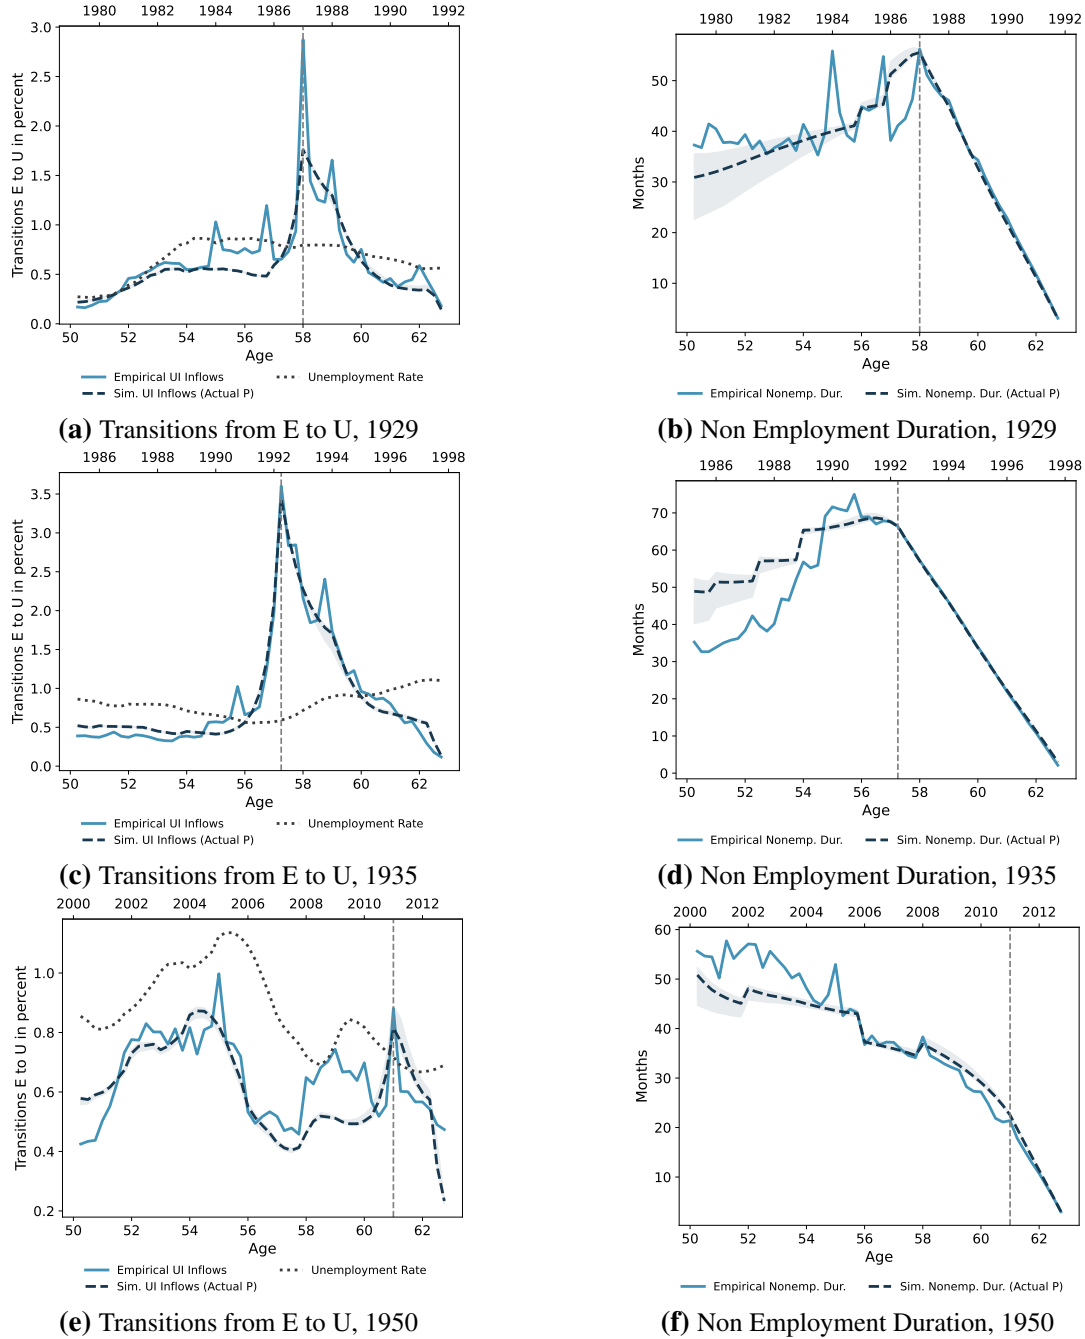 1980 1982 1984 1986 1988 1990 1992
3.0
2.5
2.0
1.5
1.0
0.5
0.0
Transitions E to U in percent
50 52 54 56 58 60 62
Age
Empirical UI Inflows
Sim. UI Inflows (Actual P)
Unemployment Rate
(a) Transitions from E to U, 1929
1980 1982 1984 1986 1988 1990 1992
50
40
30
20
10
Months
50 52 54 56 58 60 62
Age
Empirical Nonemp. Dur.
Sim. Nonemp. Dur. (Actual P)
(b) Non Employment Duration, 1929
1986 1988 1990 1992 1994 1996 1998
3.5
3.0
2.5
2.0
1.5
1.0
0.5
0.0
Transitions E to U in percent
50 52 54 56 58 60 62
Age
Empirical UI Inflows
Sim. UI Inflows (Actual P)
Unemployment Rate
(c) Transitions from E to U, 1935
1986 1988 1990 1992 1994 1996 1998
70
60
50
40
30
20
10
0
Months
50 52 54 56 58 60 62
Age
Empirical Nonemp. Dur.
Sim. Nonemp. Dur. (Actual P)
(d) Non Employment Duration, 1935
2000 2002 2004 2006 2008 2010 2012
1.0
0.8
0.6
0.4
0.2
Transitions E to U in percent
50 52 54 56 58 60 62
Age
Empirical UI Inflows
Sim. UI Inflows (Actual P)
Unemployment Rate
(e) Transitions from E to U, 1950
2000 2002 2004 2006 2008 2010 2012
60
50
40
30
20
10
Months
50 52 54 56 58 60 62
Age
Empirical Nonemp. Dur.
Sim. Nonemp. Dur. (Actual P)
(f) Non Employment Duration, 1950